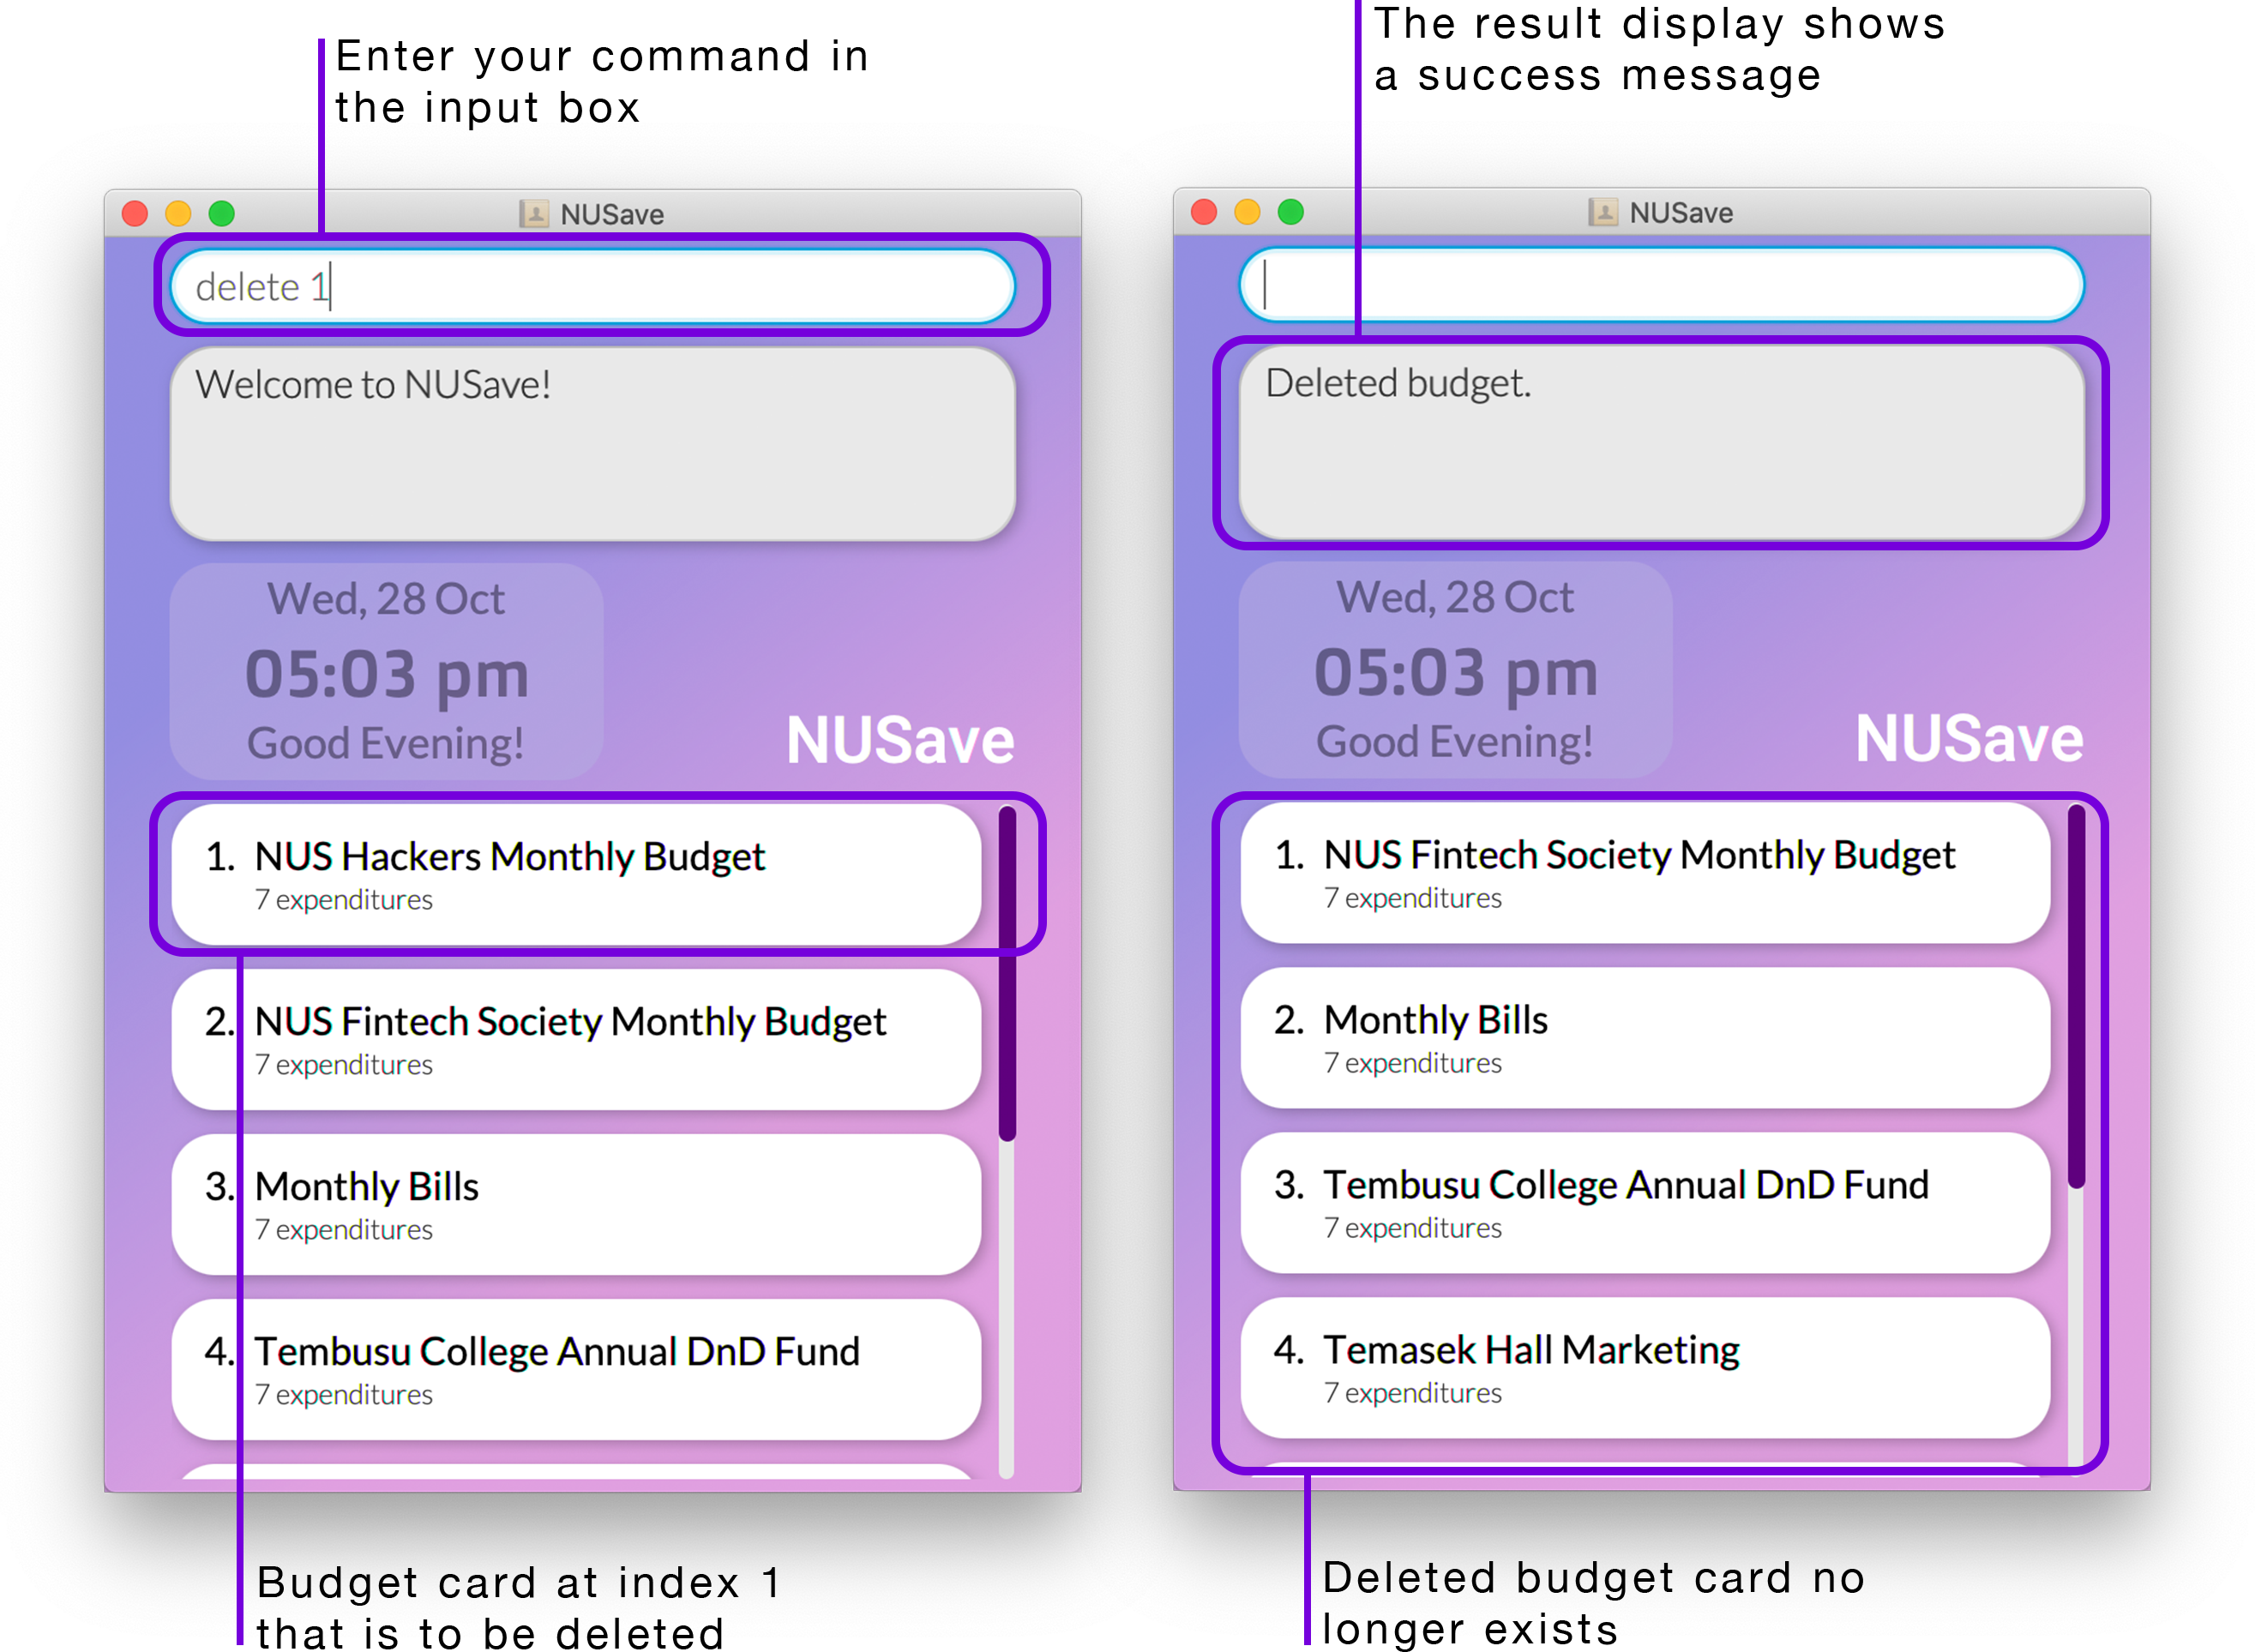 Enter your command in
the input box
NUSave
delete 1
Welcome to NUSave!
Wed, 28 Oct
05:03 pm
Good Evening!
NUSave
1. NUS Hackers Monthly Budget
7 expenditures
2. NUS Fintech Society Monthly Budget
7 expenditures
3. Monthly Bills
7 expenditures
4. Tembusu College Annual DnD Fund
7 expenditures
Budget card at index 1
that is to be deleted
The result display shows
a success message
NUSave
Deleted budget.
Wed, 28 Oct
05:03 pm
Good Evening!
NUSave
1. NUS Fintech Society Monthly Budget
7 expenditures
2. Monthly Bills
7 expenditures
3. Tembusu College Annual DnD Fund
7 expenditures
4. Temasek Hall Marketing
7 expenditures
Deleted budget card no
longer exists